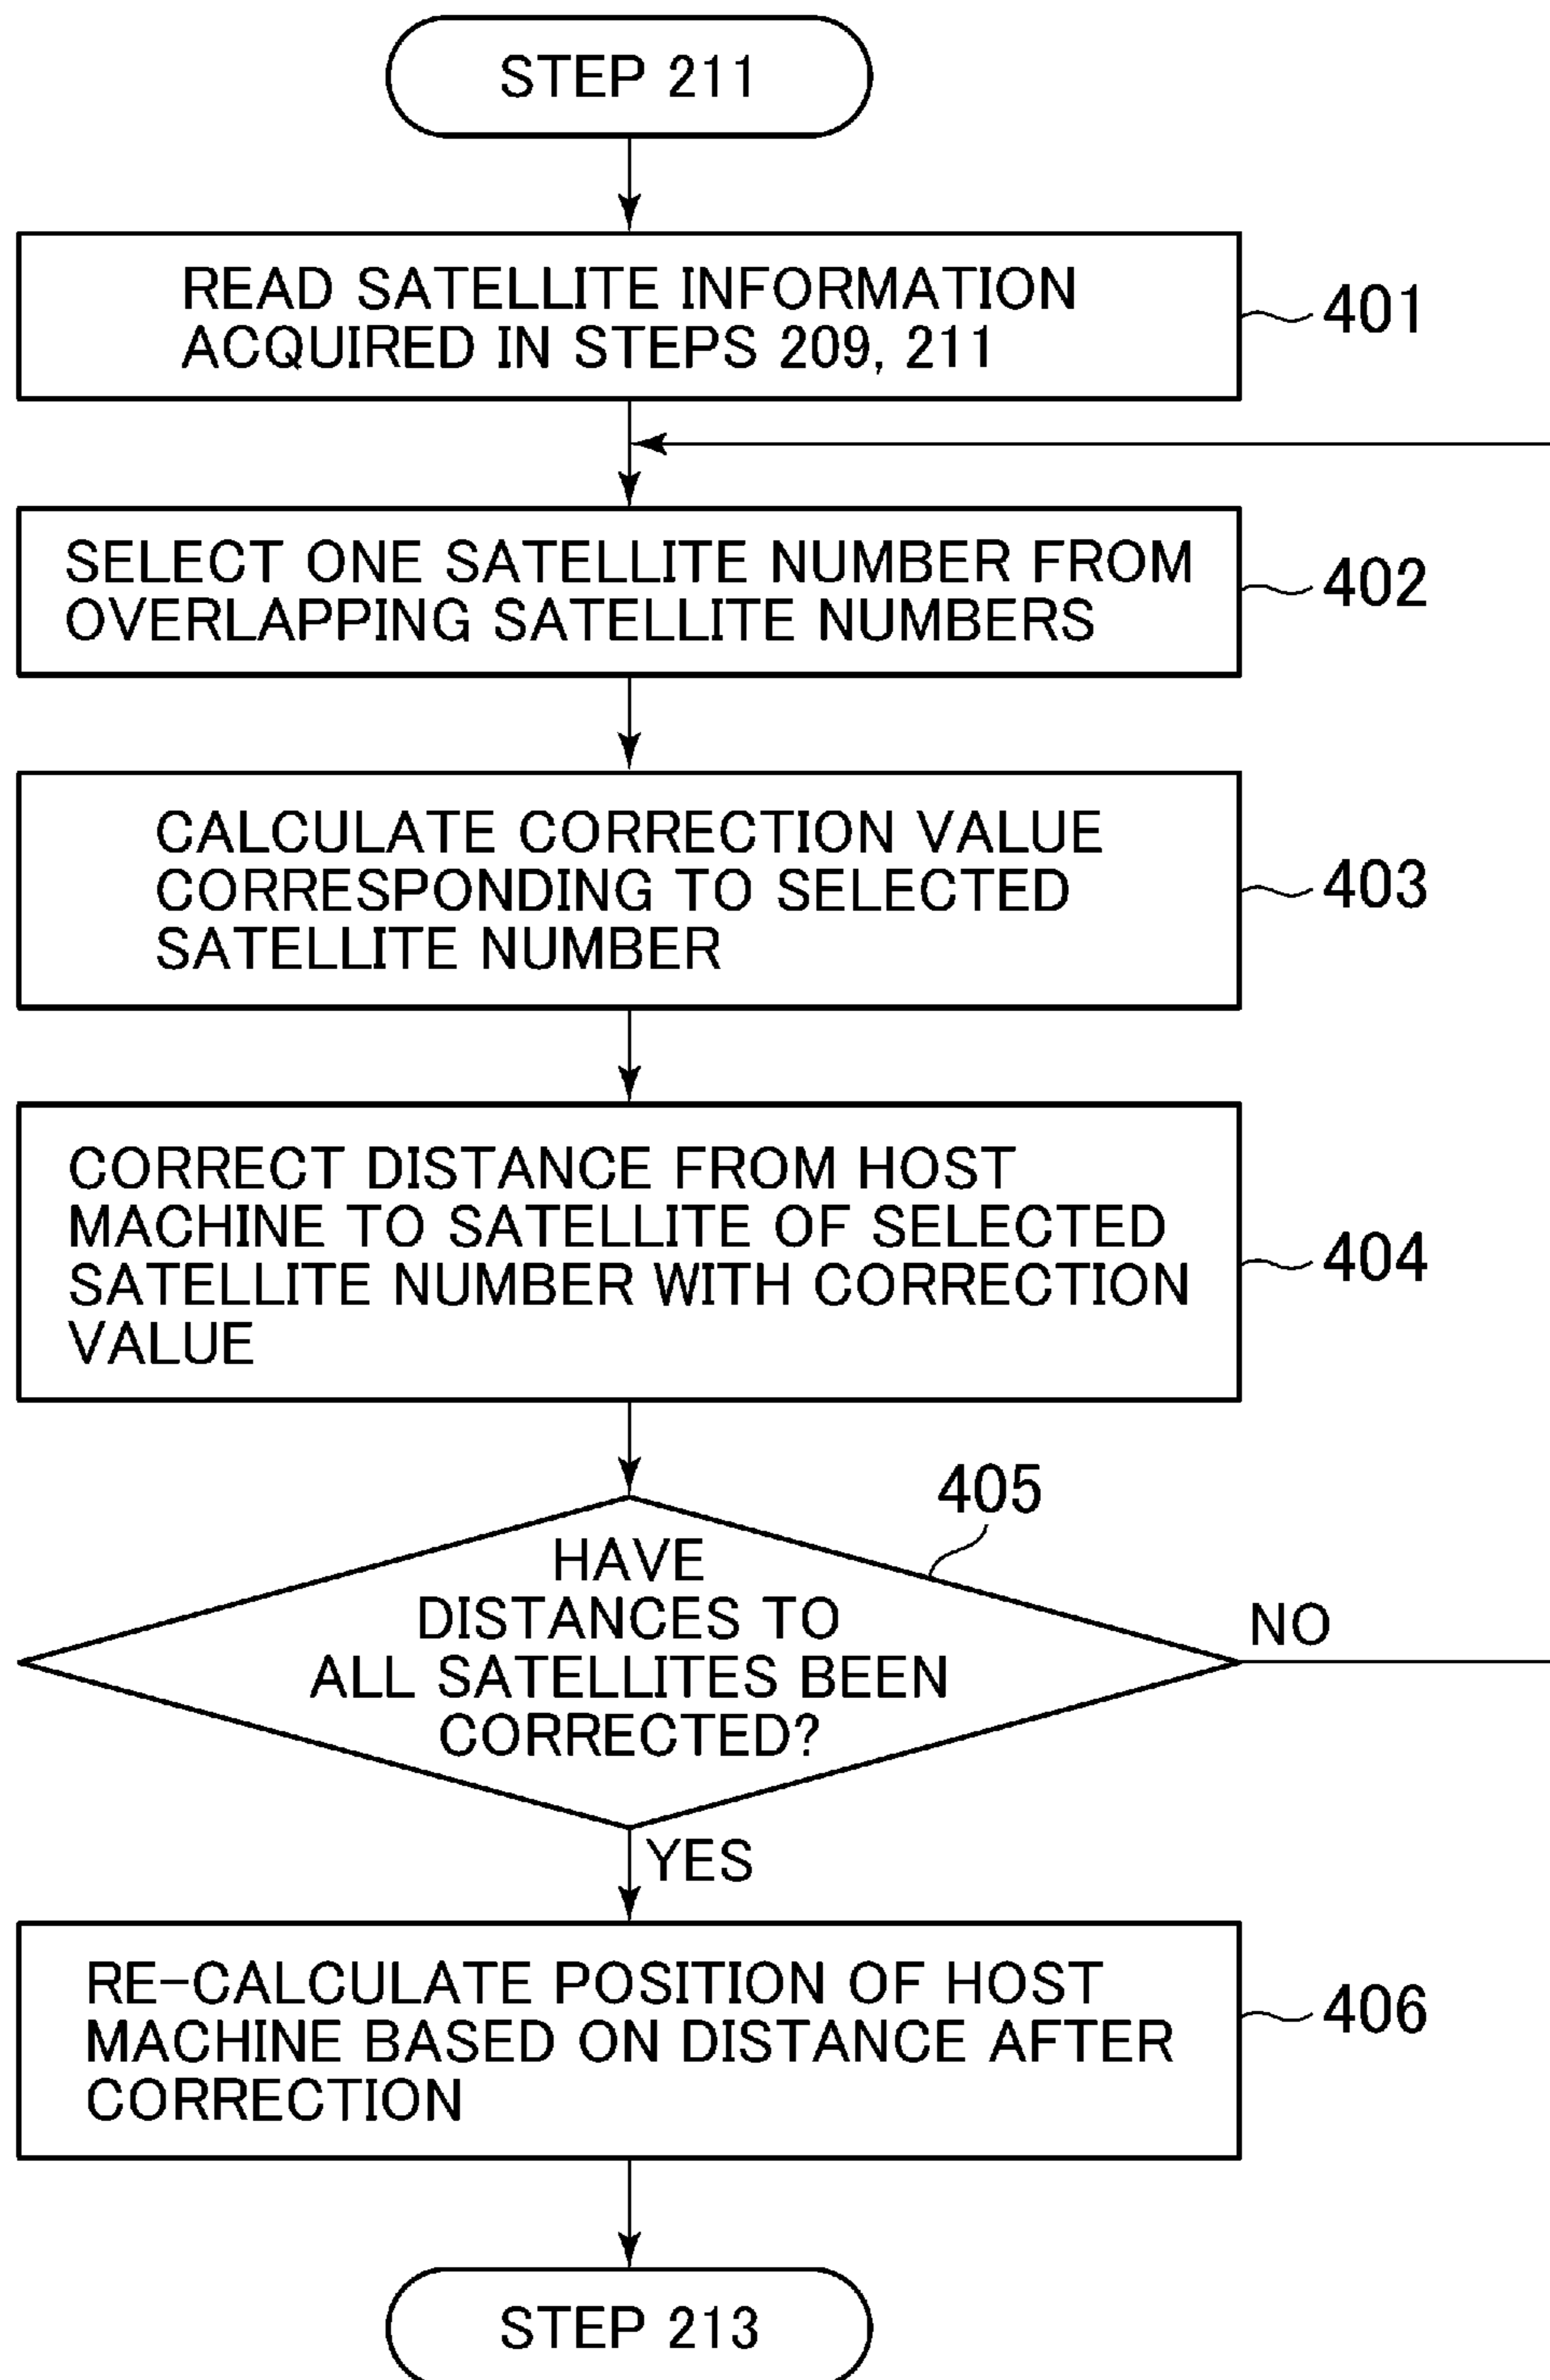 STEP 211
READ SATELLITE INFORMATION
ACQUIRED IN STEPS 209, 211
401
SELECT ONE SATELLITE NUMBER FROM
OVERLAPPING SATELLITE NUMBERS
402
CALCULATE CORRECTION VALUE
CORRESPONDING TO SELECTED
SATELLITE NUMBER
403
CORRECT DISTANCE FROM HOST
MACHINE TO SATELLITE OF SELECTED
SATELLITE NUMBER WITH CORRECTION
VALUE
404
405
HAVE
DISTANCES TO
ALL SATELLITES BEEN
CORRECTED?
NO
YES
RE-CALCULATE POSITION OF HOST
MACHINE BASED ON DISTANCE AFTER
CORRECTION
406
STEP 213